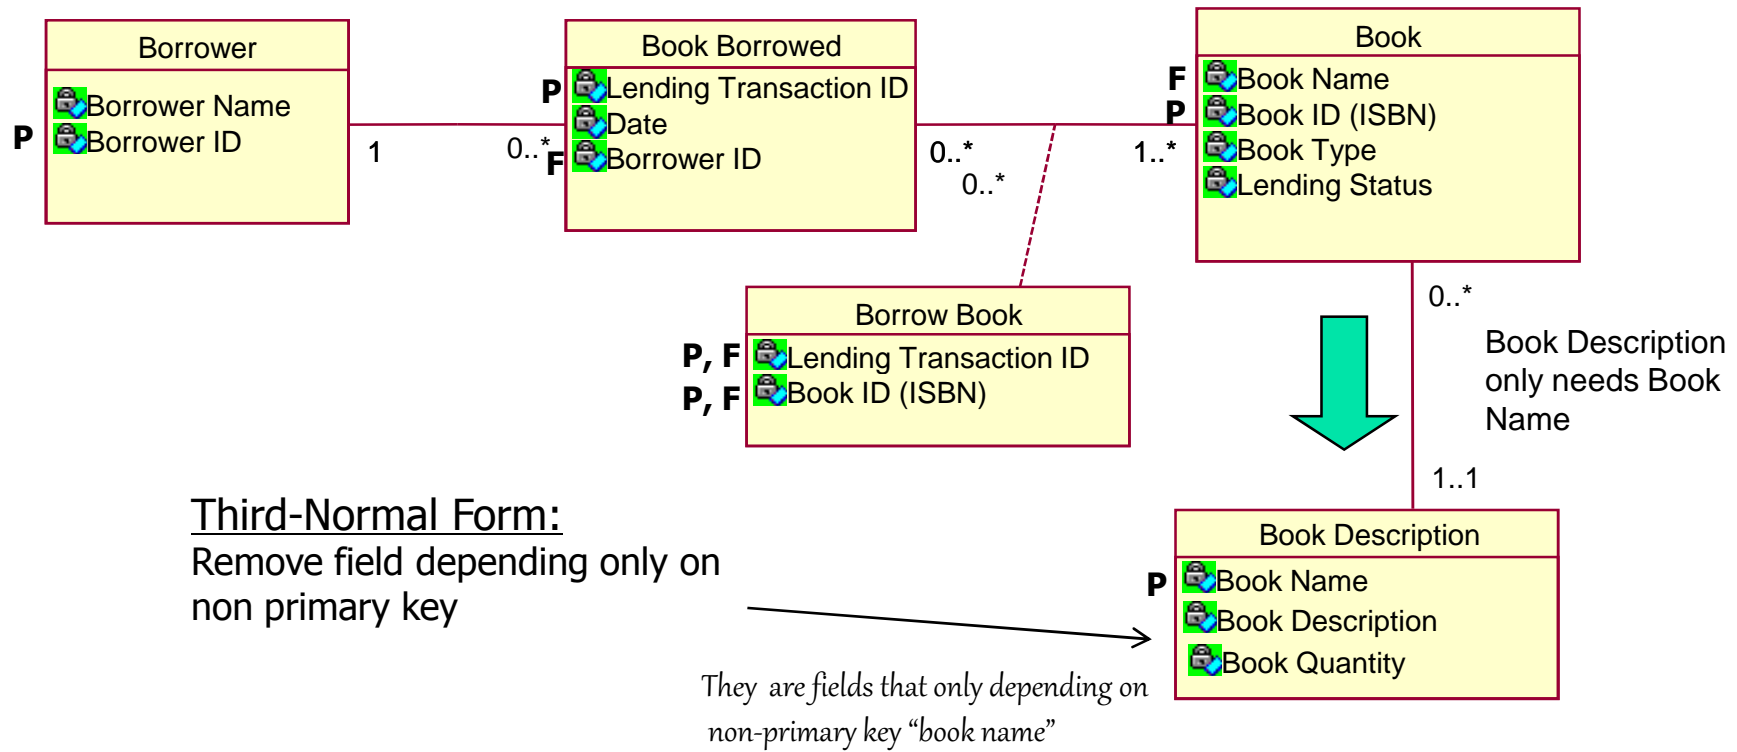 Borrower
Borrower Name
P
Borrower ID
1
0..*
Book Borrowed
P
Lending Transaction ID
Date
F
Borrower ID
0..*
0..*
1..*
Book
F
Book Name
P
Book ID (ISBN)
Book Type
Lending Status
Borrow Book
P, F
Lending Transaction ID
P, F
Book ID (ISBN)
0..*
Book Description
only needs Book
Name
1..1
Third-Normal Form:
Remove field depending only on
non primary key
Book Description
P
Book Name
Book Description
Book Quantity
They are fields that only depending on
non-primary key “book name”